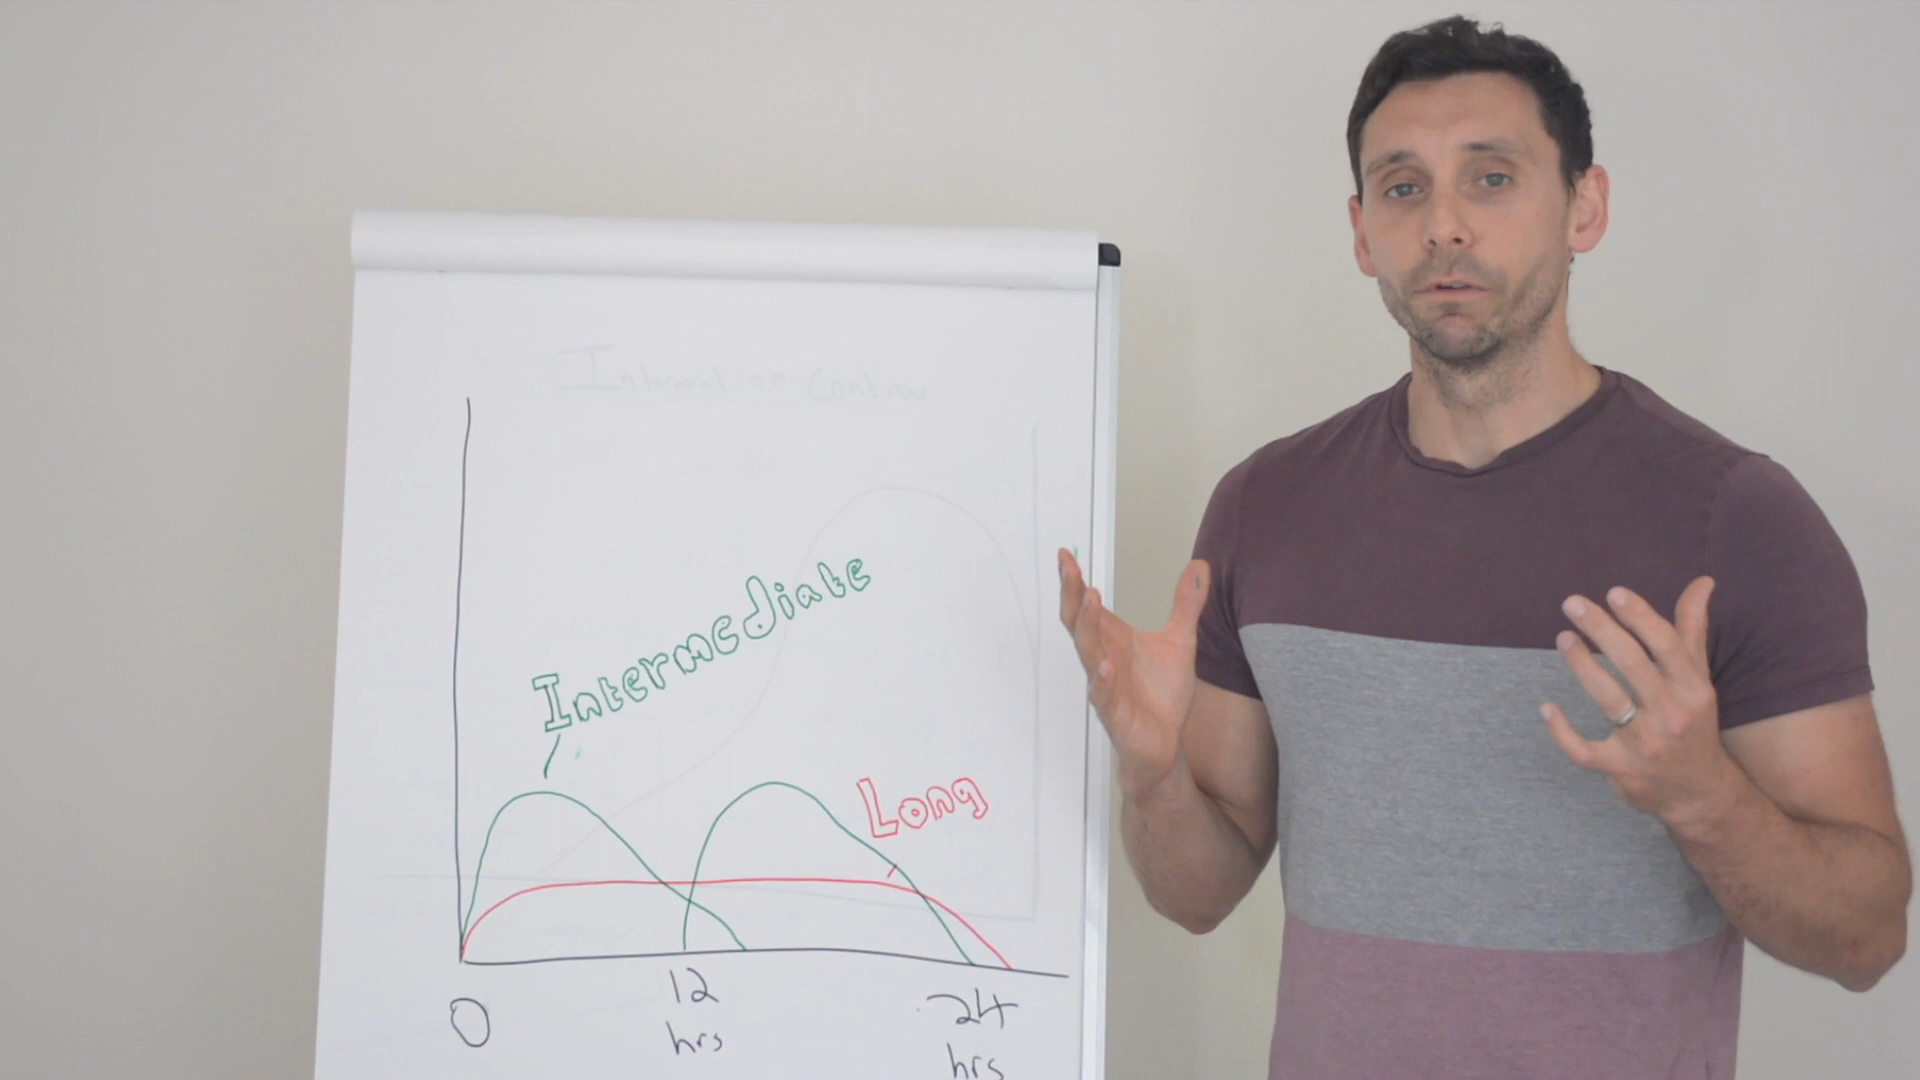 Intermediate
Long
0
12
hrs
24
hrs